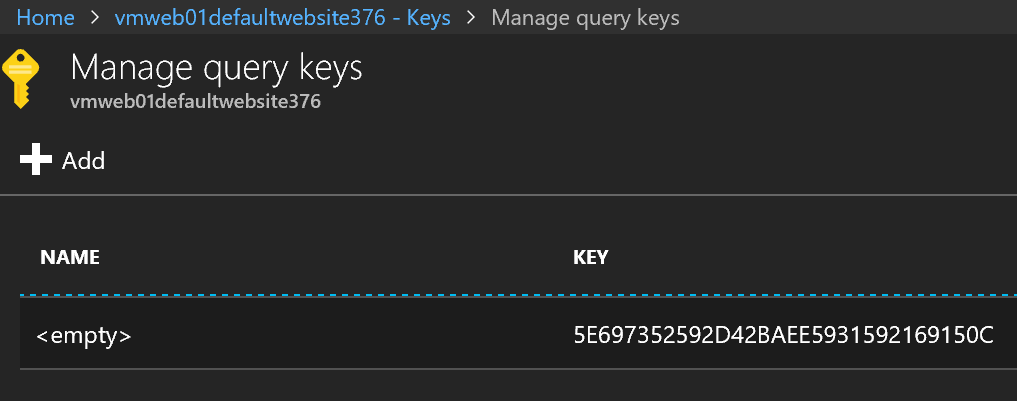 Home > vmweb01defaultwebsite376 - Keys > Manage query keys
Manage query keys
vmweb01defaultwebsite376
Add
NAME KEY
<empty> 5E697352592D42BAEE5931592169150C